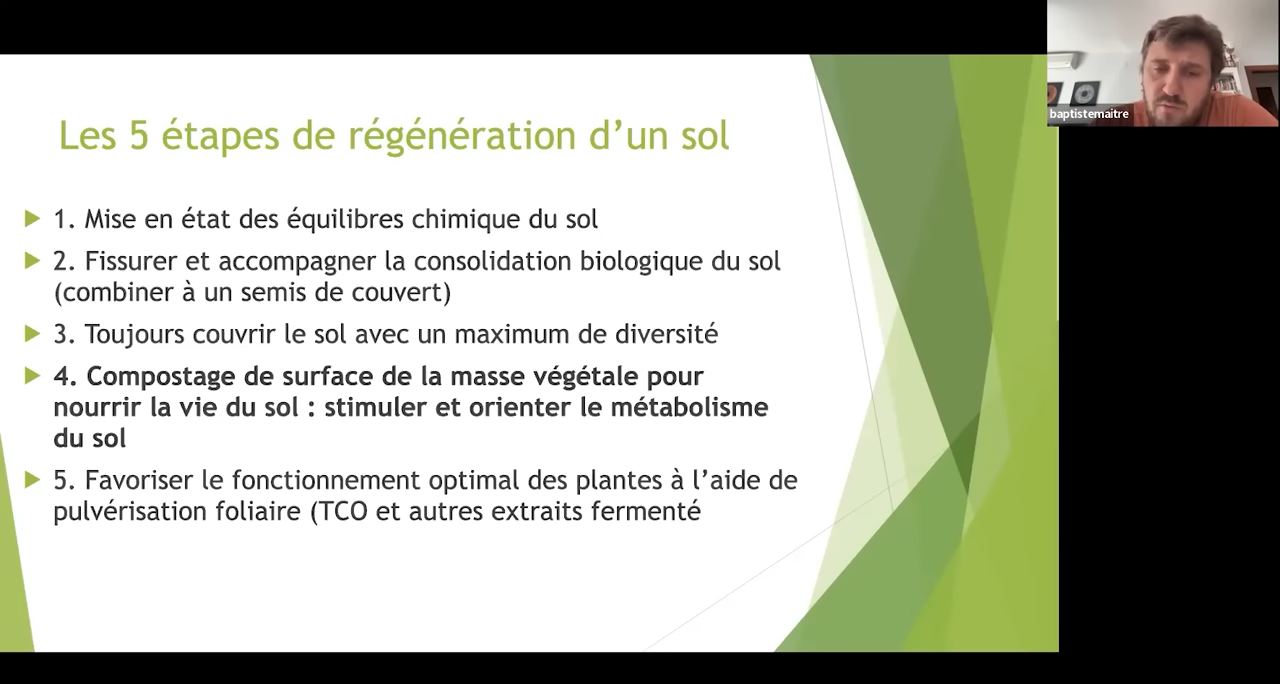 Les 5 étapes de régénération d’un sol
1. Mise en état des équilibres chimique du sol
2. Fissurer et accompagner la consolidation biologique du sol
(combiner à un semis de couvert)
3. Toujours couvrir le sol avec un maximum de diversité
4. Compostage de surface de la masse végétale pour
nourrir la vie du sol : stimuler et orienter le métabolisme
du sol
5. Favoriser le fonctionnement optimal des plantes à l’aide de
pulvérisation foliaire (TCO et autres extraits fermenté
baptistemaitre